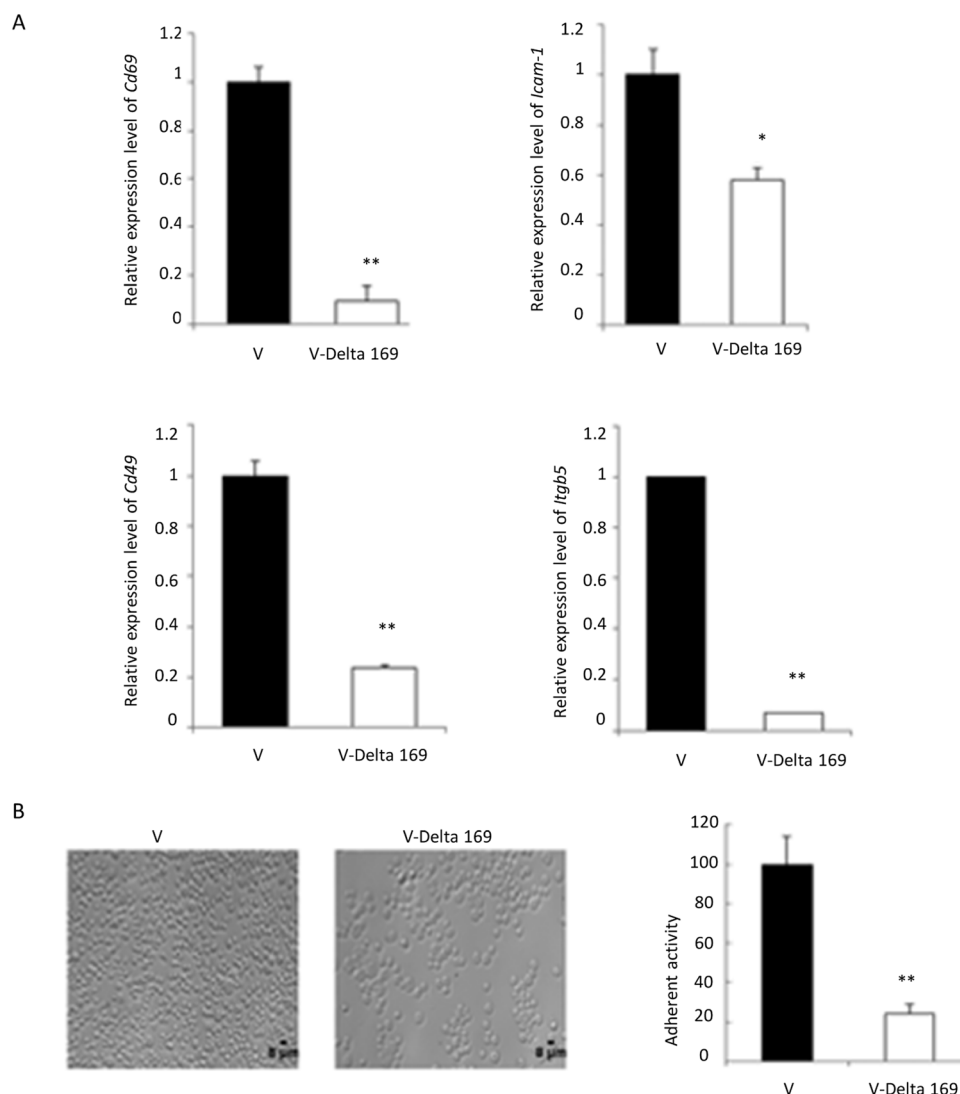 A
Relative expression level of Cd69
1.2
1
0.8
0.6
0.4
0.2
0
**
V
V-Delta 169
Relative expression level of Icam-1
1.2
1
0.8
0.6
0.4
0.2
0
*
V
V-Delta 169
Relative expression level of Cd49
1.2
1
0.8
0.6
0.4
0.2
0
**
V
V-Delta 169
Relative expression level of Itgb5
1.2
1
0.8
0.6
0.4
0.2
0
**
V
V-Delta 169
B
V
8 µm
V-Delta 169
8 µm
Adherent activity
120
100
80
60
40
20
0
**
V
V-Delta 169